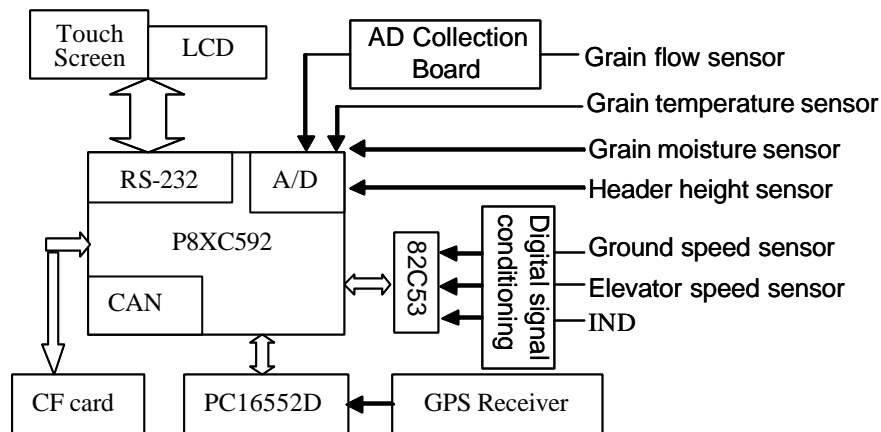 Touch
Screen
LCD
AD Collection
Board
Grain flow sensor
Grain temperature sensor
Grain moisture sensor
Header height sensor
RS-232
A/D
P8XC592
CAN
82C53
Digital signal
conditioning
Ground speed sensor
Elevator speed sensor
IND
CF card
PC16552D
GPS Receiver